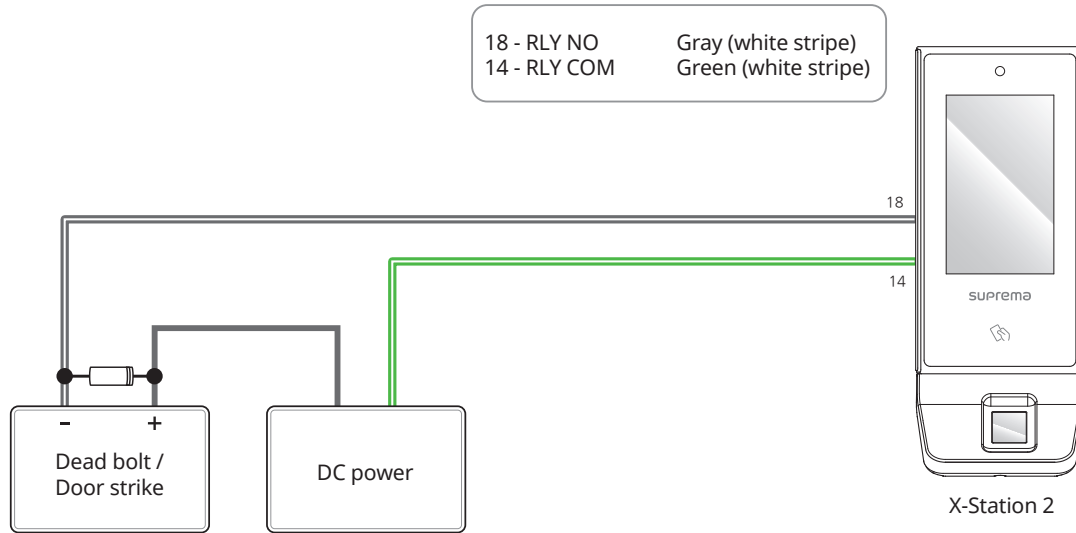 18 - RLY NO Gray (white stripe)
14 - RLY COM Green (white stripe)
18
14
suprema
- +
Dead bolt /
Door strike
DC power
X-Station 2